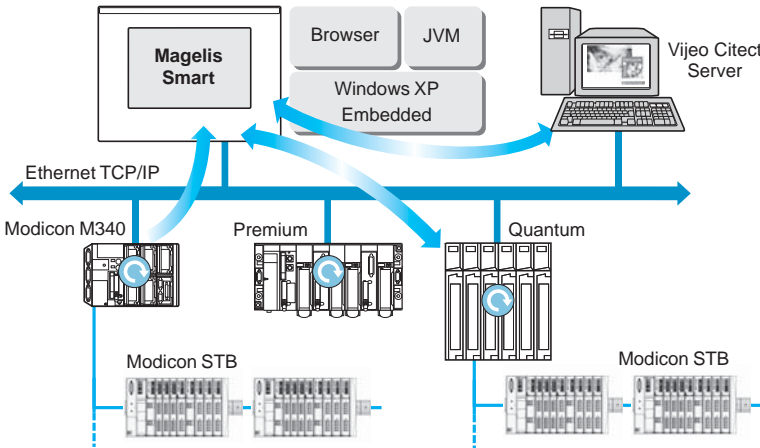 Magelis
Smart
Browser
JVM
Windows XP
Embedded
Vijeo Citect
Server
Ethernet TCP/IP
Modicon M340
Premium
Quantum
Modicon STB
Modicon STB